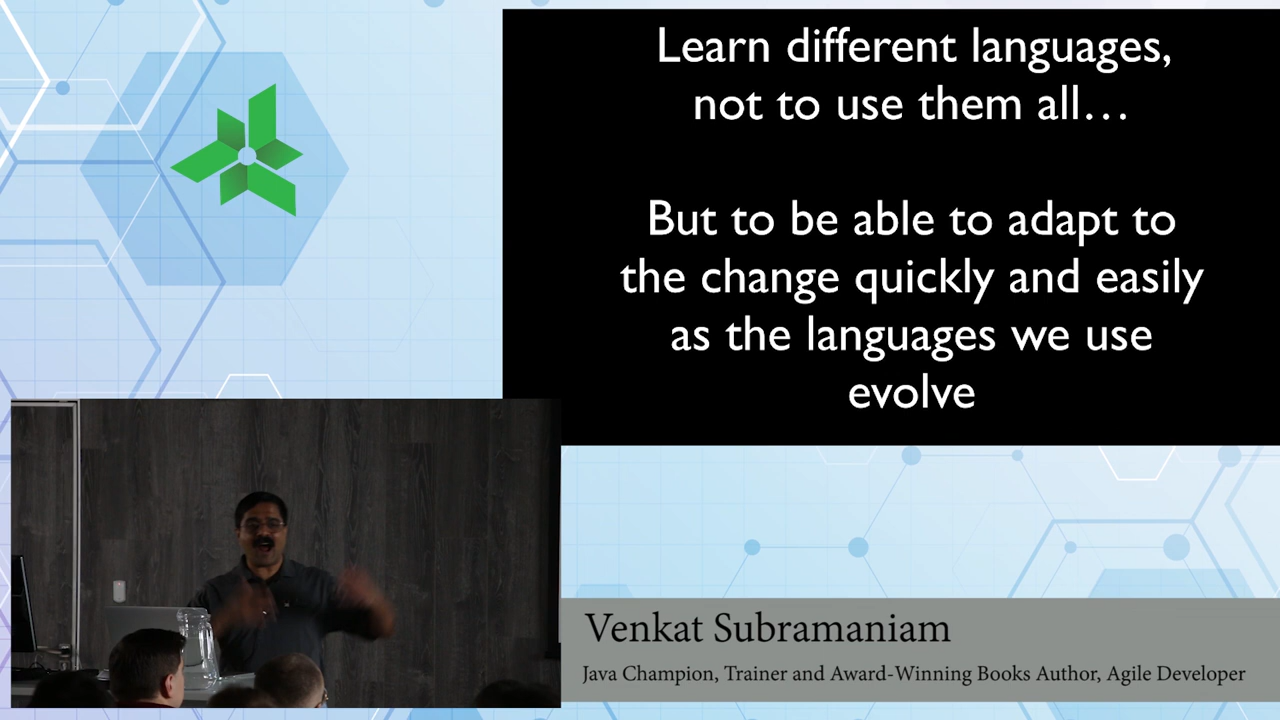 Learn different languages,
not to use them all…
But to be able to adapt to
the change quickly and easily
as the languages we use
evolve
Venkat Subramaniam
Java Champion, Trainer and Award-Winning Books Author, Agile Developer